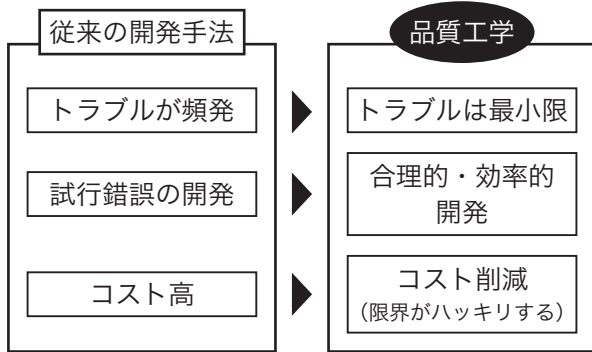 従来の開発手法
トラブルが頻発
試行錯誤の開発
コスト高
品質工学
トラブルは最小限
合理的・効率的
開発
コスト削減
（限界がハッキリする）